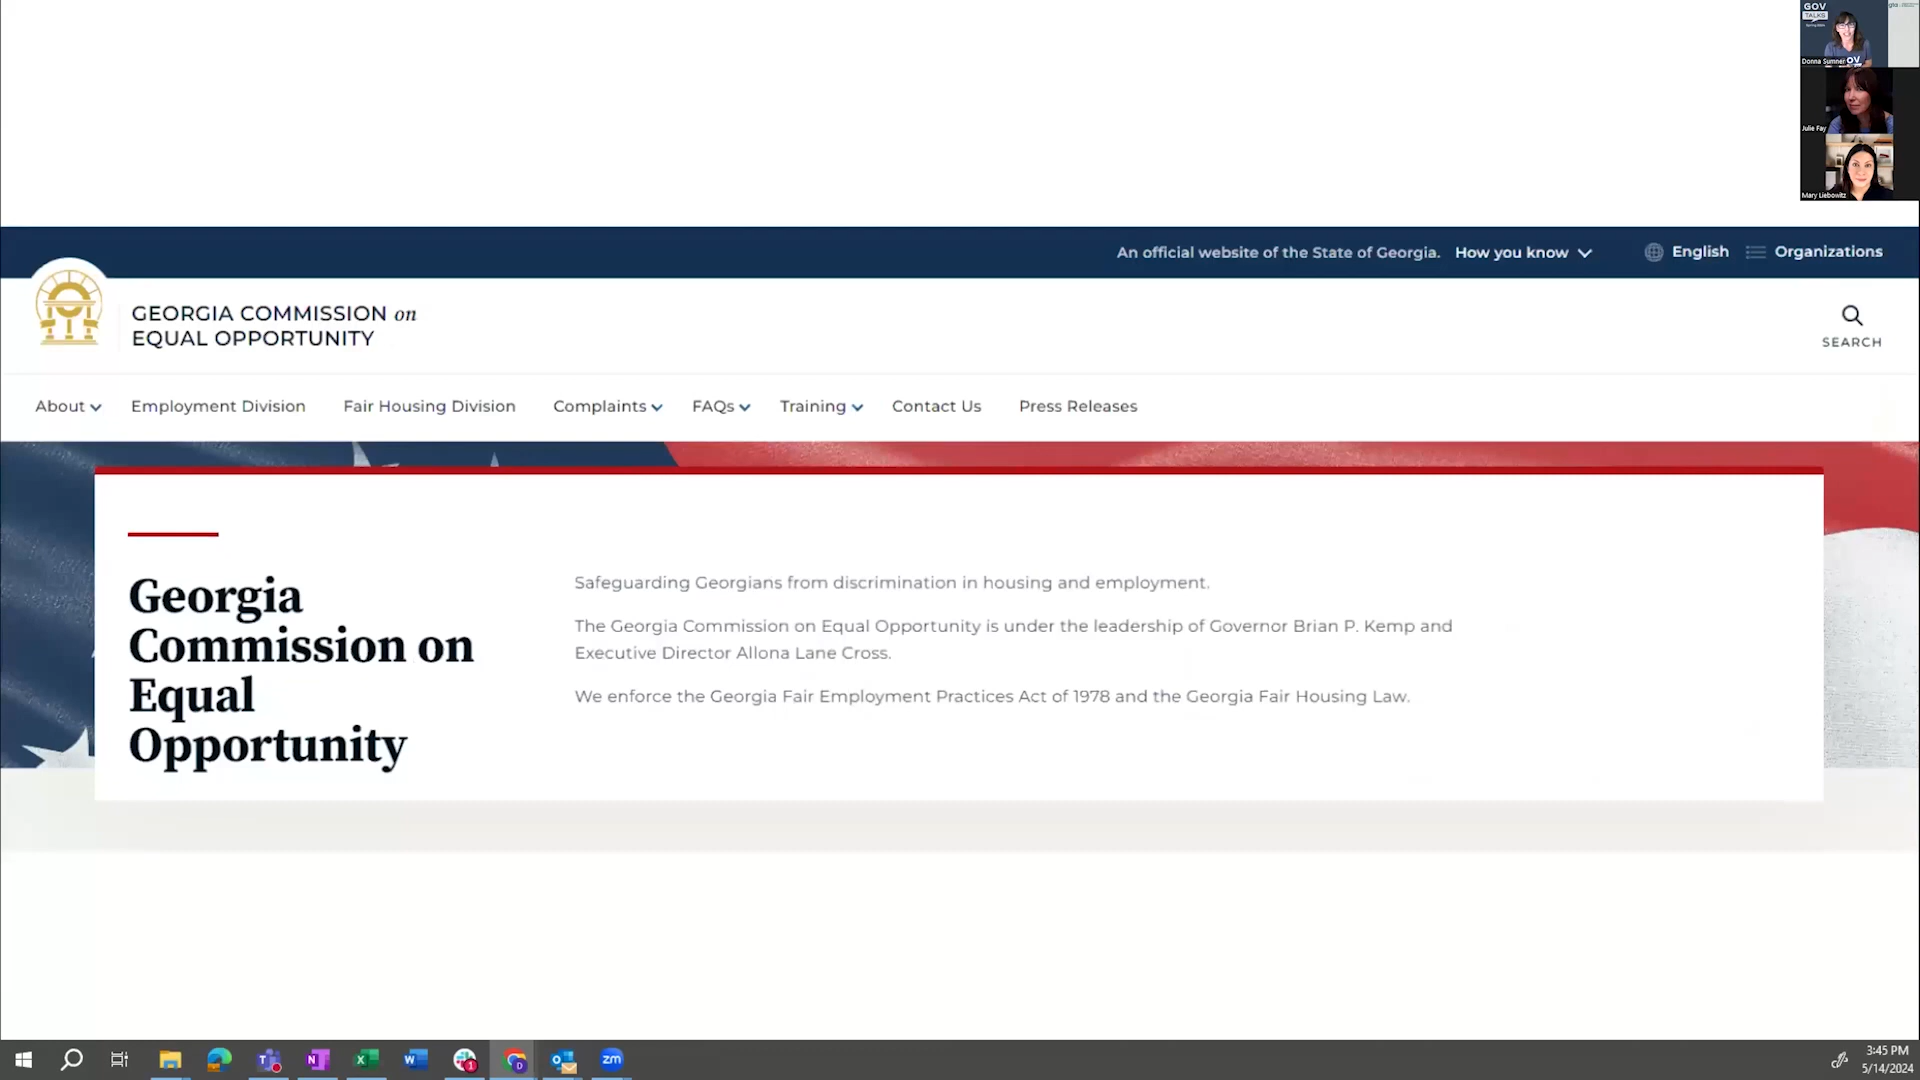 GOV
TALKS
Donna Sumner
Julie Fay
Mary Liebowitz
An official website of the State of Georgia. How you know
English
Organizations
GEORGIA COMMISSION on
EQUAL OPPORTUNITY
SEARCH
About
Employment Division
Fair Housing Division
Complaints
FAQs
Training
Contact Us
Press Releases
Georgia
Commission on
Equal
Opportunity
Safeguarding Georgians from discrimination in housing and employment.
The Georgia Commission on Equal Opportunity is under the leadership of Governor Brian P. Kemp and
Executive Director Allona Lane Cross.
We enforce the Georgia Fair Employment Practices Act of 1978 and the Georgia Fair Housing Law.
zm
3:45 PM
5/14/2024